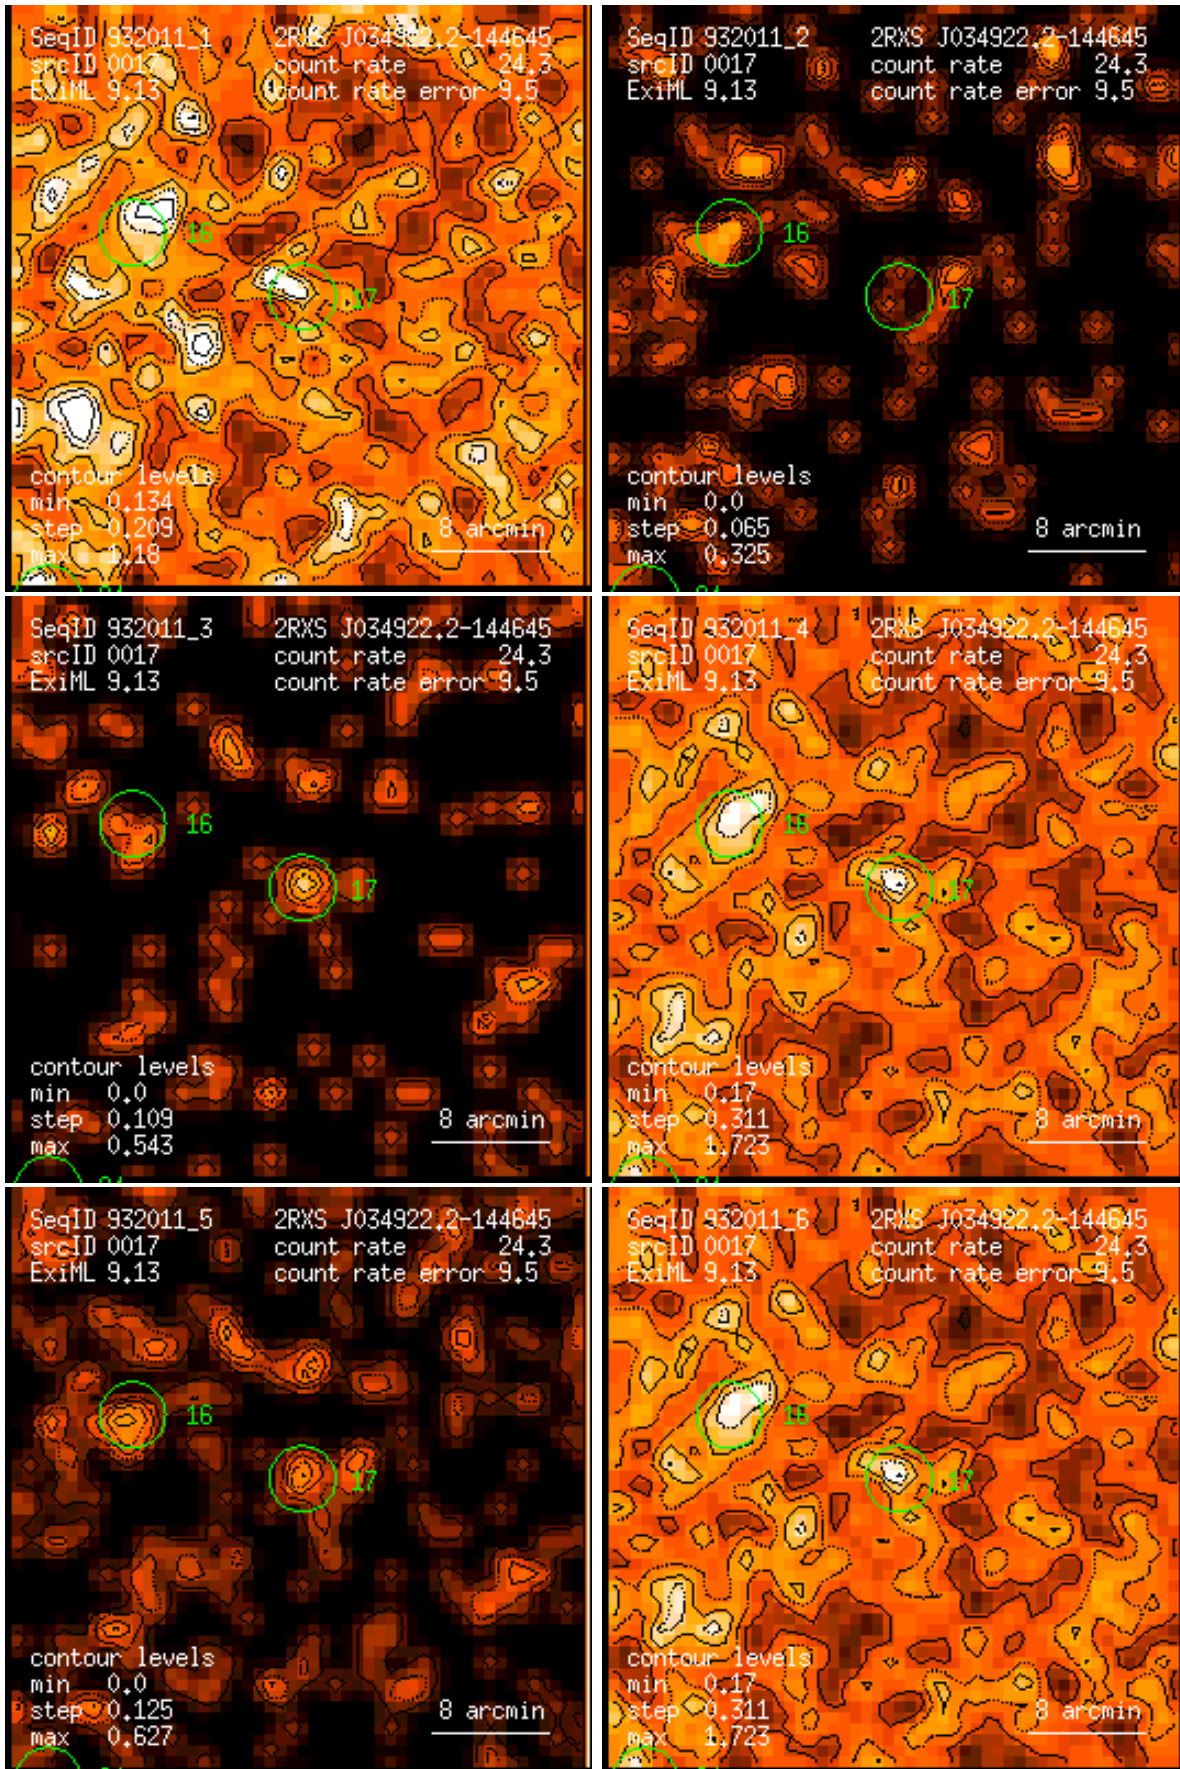 SeqID 932011_1 2RXS J034922.2-144645
srcID 0017 count rate 24.3
ExiML 9.13 count rate error 9.5
16
17
contour levels
min 0.134
step 0.209
max 1.18
8 arcmin
SeqID 932011_2 2RXS J034922.2-144645
srcID 0017 count rate 24.3
ExiML 9.13 count rate error 9.5
16
17
contour levels
min 0.0
step 0.065
max 0.325
8 arcmin
SeqID 932011_3 2RXS J034922.2-144645
srcID 0017 count rate 24.3
ExiML 9.13 count rate error 9.5
16
17
contour levels
min 0.0
step 0.109
max 0.543
8 arcmin
SeqID 932011_4 2RXS J034922.2-144645
srcID 0017 count rate 24.3
ExiML 9.13 count rate error 9.5
16
17
contour levels
min 0.17
step 0.311
max 1.723
8 arcmin
SeqID 932011_5 2RXS J034922.2-144645
srcID 0017 count rate 24.3
ExiML 9.13 count rate error 9.5
16
17
contour levels
min 0.0
step 0.125
max 0.627
8 arcmin
SeqID 932011_6 2RXS J034922.2-144645
srcID 0017 count rate 24.3
ExiML 9.13 count rate error 9.5
16
17
contour levels
min 0.17
step 0.311
max 1.723
8 arcmin